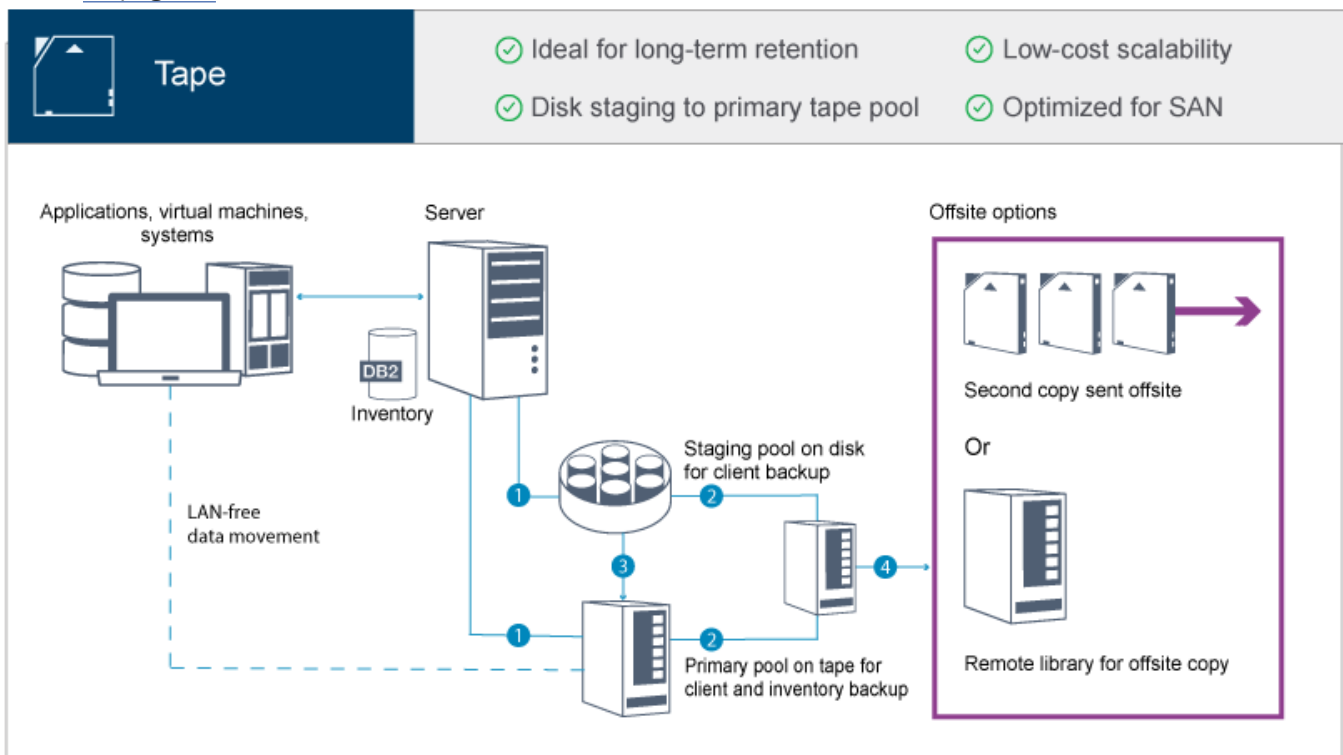 Tape
Ideal for long-term retention
Low-cost scalability
Disk staging to primary tape pool
Optimized for SAN
Applications, virtual machines,
systems
Server
Offsite options
DB2
Inventory
Second copy sent offsite
Or
Staging pool on disk
for client backup
1
2
LAN-free
data movement
3
4
1
2
Primary pool on tape for
client and inventory backup
Remote library for offsite copy